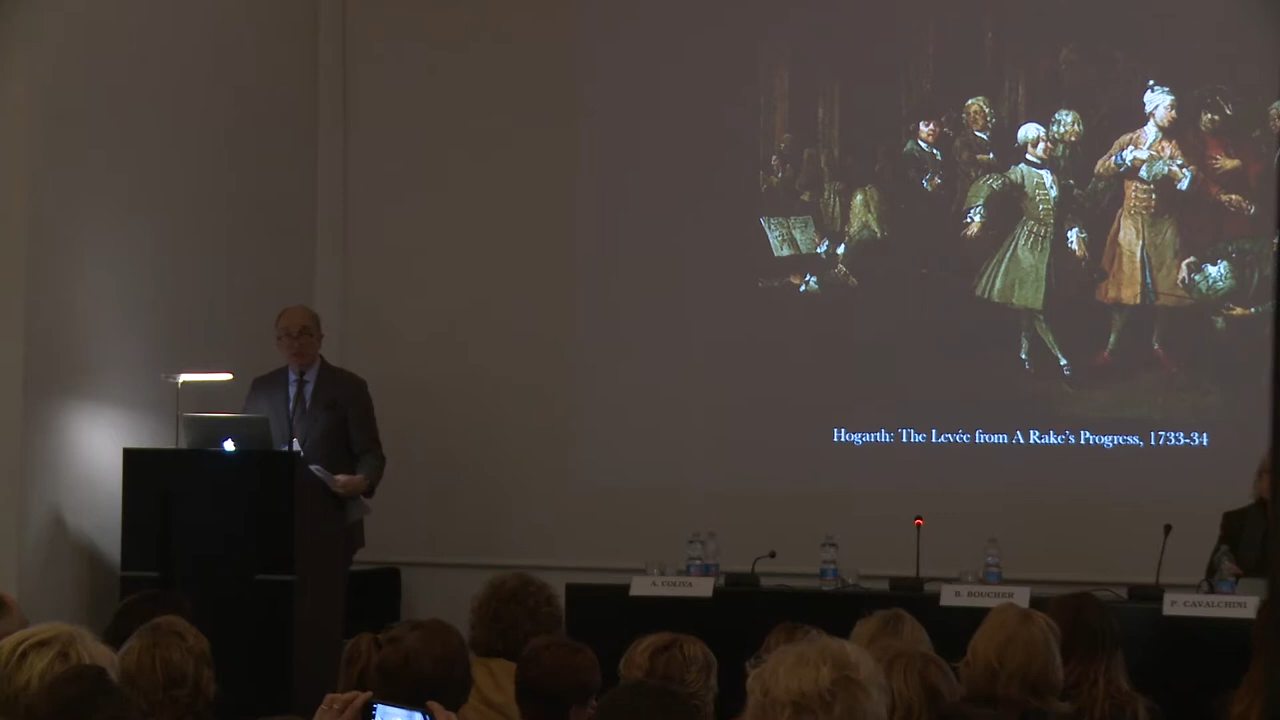 Hogarth: The Levée from A Rake's Progress, 1733-34
A. COLIVA
B. BOUCHER
P. CAVALCHINI